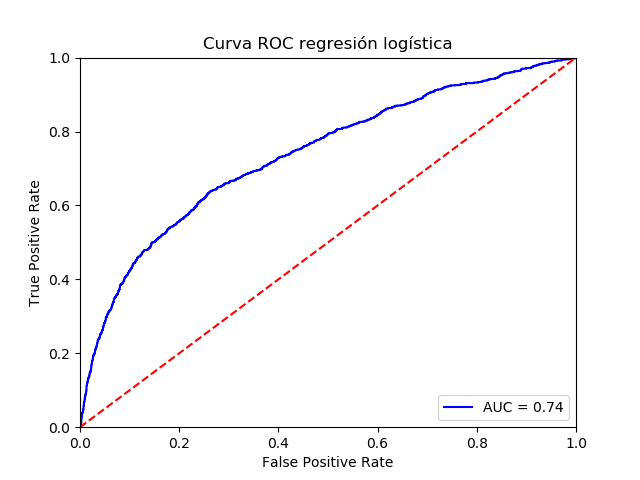 Curva ROC regresión logística
1.0
0.8
0.6
0.4
0.2
0.0
True Positive Rate
AUC = 0.74
0.0 0.2 0.4 0.6 0.8 1.0
False Positive Rate